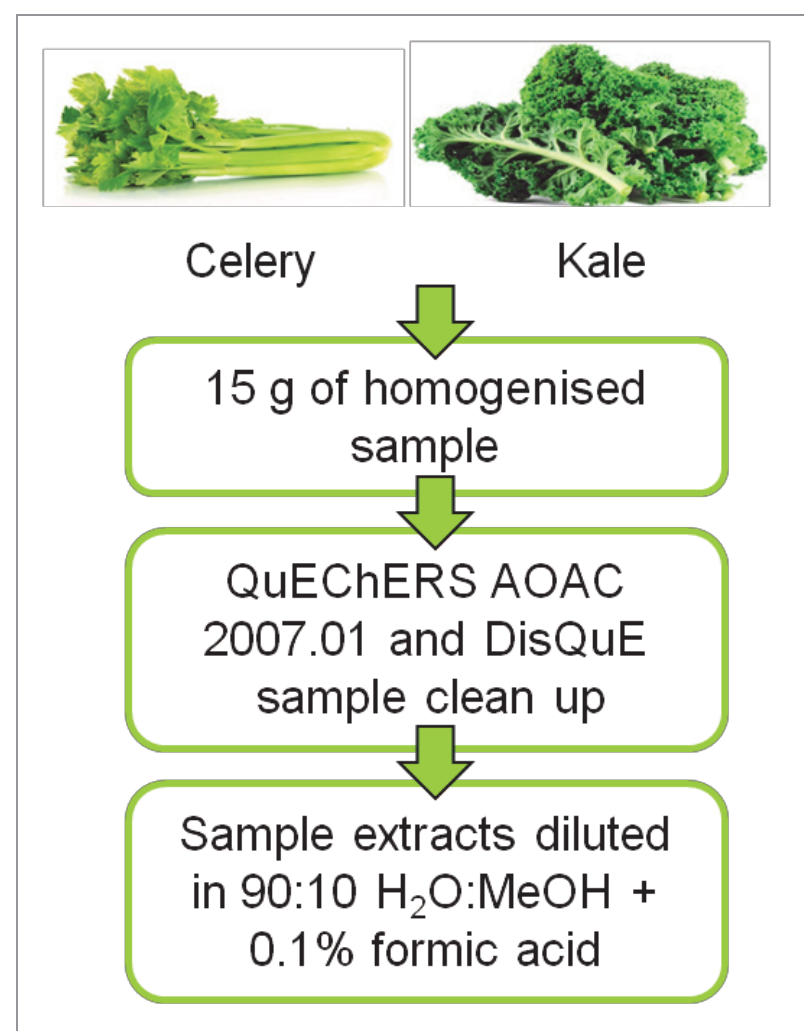 Celery Kale
15 g of homogenised
sample
QuEChERS AOAC
2007.01 and DisQuE
sample clean up
Sample extracts diluted
in 90:10 H₂O:MeOH +
0.1% formic acid